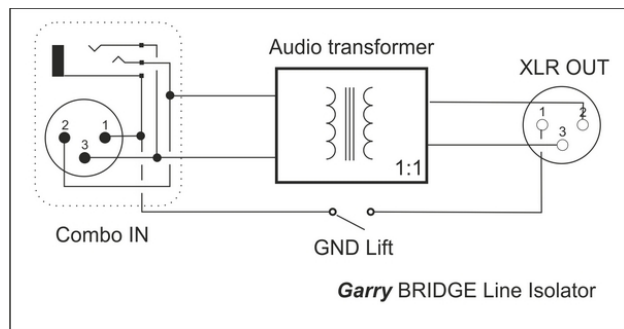 Audio transformer
XLR OUT
2
1
3
1
2
3
1:1
Combo IN
GND Lift
Garry BRIDGE Line Isolator